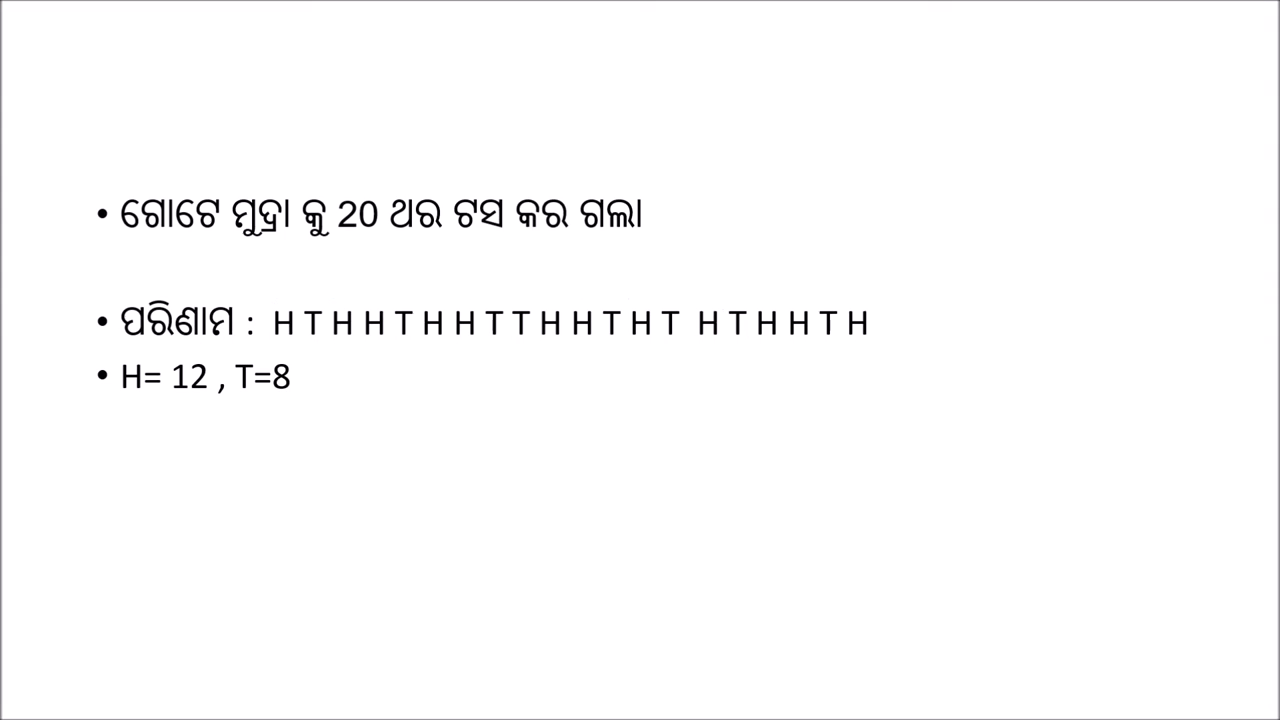 • ଗୋଟେ ମୁଦ୍ରା କୁ 20 ଥର ଟସ କର ଗଲା
• ପରିଣାମ : H T H H T H H T T H H T H T H T H H T H
• H= 12 , T=8